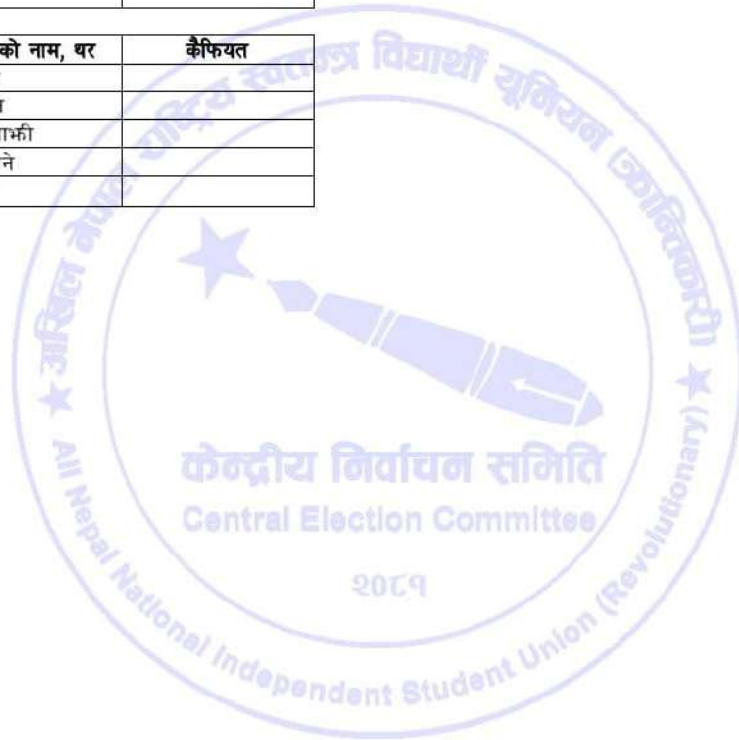 को नाम, थर कैफियत
ाझी
ने
★ अखिल नेपाल राष्ट्रिय स्वतन्त्र विद्यार्थी यूनियन (क्रान्तिकारी) ★
केन्द्रीय निर्वाचन समिति
Central Election Committee
२०८१
All Nepal National Independent Student Union (Revolutionary)